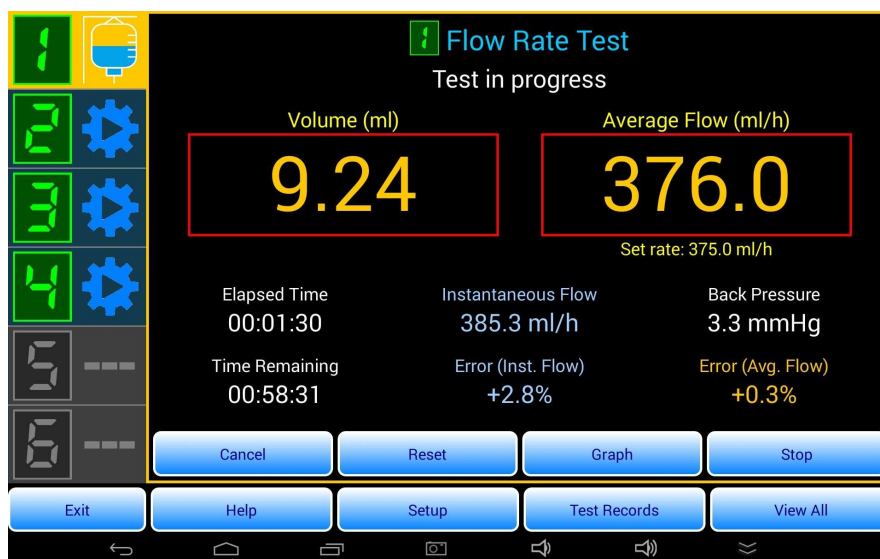 1 Flow Rate Test
Test in progress
Volume (ml)
Average Flow (ml/h)
9.24
376.0
Set rate: 375.0 ml/h
Elapsed Time
Instantaneous Flow
Back Pressure
00:01:30
385.3 ml/h
3.3 mmHg
Time Remaining
Error (Inst. Flow)
Error (Avg. Flow)
00:58:31
+2.8%
+0.3%
1
2
3
4
5 ---
6 ---
Cancel
Reset
Graph
Stop
Exit
Help
Setup
Test Records
View All